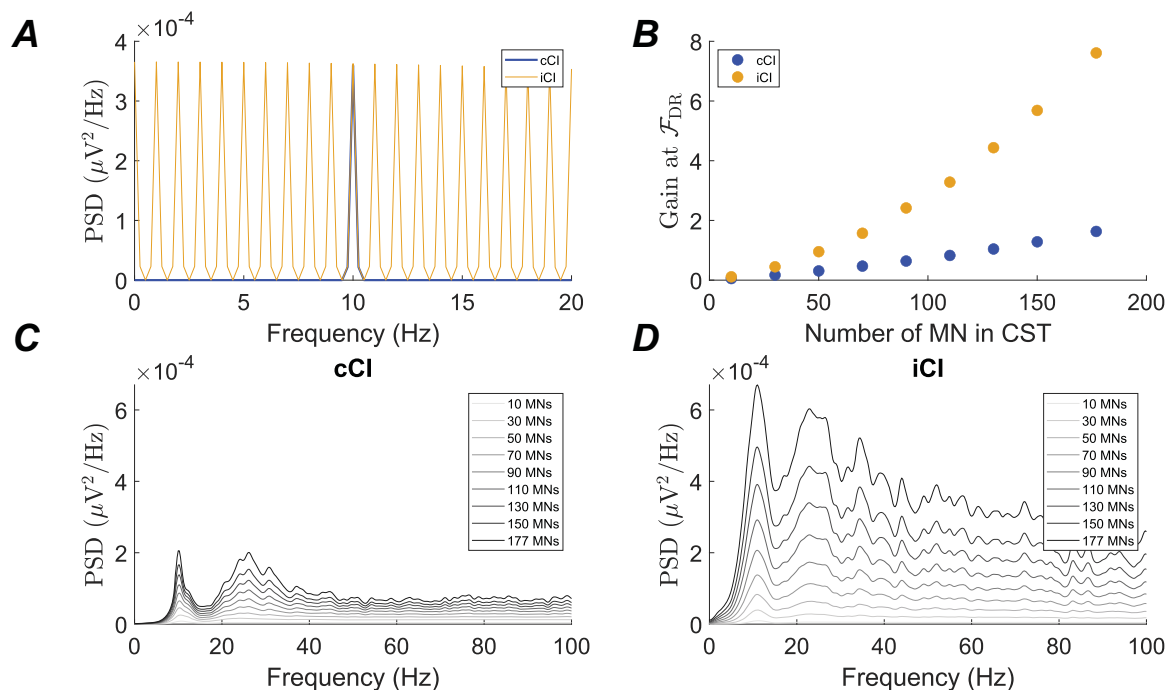 A
×10⁻⁴
PSD (μV²/Hz)
4
3
2
1
0
0 5 10 15 20
Frequency (Hz)
cCI
iCI
B
Gain at ℱ_DR
8
6
4
2
0
0 50 100 150 200
Number of MN in CST
cCI
iCI
C
cCI
×10⁻⁴
PSD (μV²/Hz)
6
4
2
0
0 20 40 60 80 100
Frequency (Hz)
10 MNs
30 MNs
50 MNs
70 MNs
90 MNs
110 MNs
130 MNs
150 MNs
177 MNs
D
iCI
×10⁻⁴
PSD (μV²/Hz)
6
4
2
0
0 20 40 60 80 100
Frequency (Hz)
10 MNs
30 MNs
50 MNs
70 MNs
90 MNs
110 MNs
130 MNs
150 MNs
177 MNs